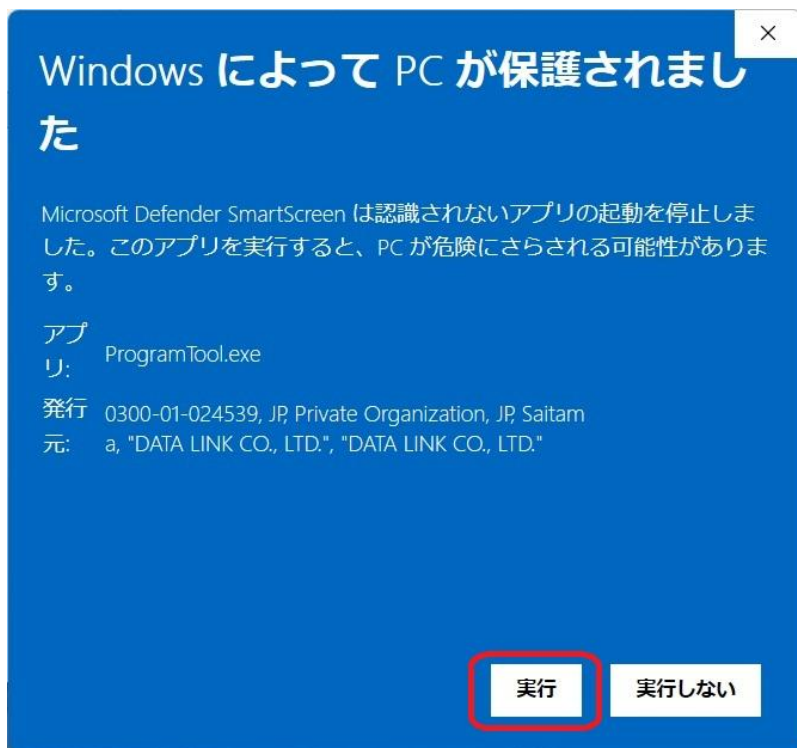 Windows によって PC が保護されまし
た
Microsoft Defender SmartScreen は認識されないアプリの起動を停止しま
した。このアプリを実行すると、PC が危険にさらされる可能性がありま
す。
アプ
リ:
ProgramTool.exe
発行
元:
0300-01-024539, JP, Private Organization, JP, Saitam
a, "DATA LINK CO., LTD.", "DATA LINK CO., LTD."
実行
実行しない